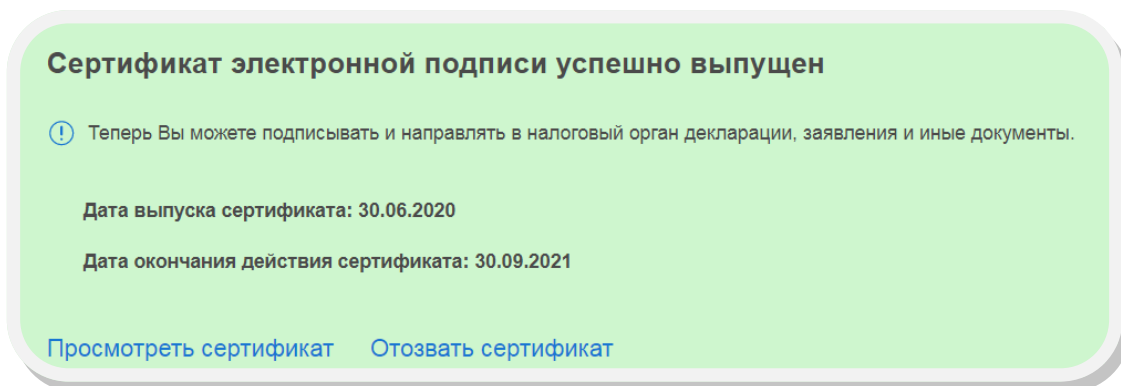 Сертификат электронной подписи успешно выпущен
Теперь Вы можете подписывать и направлять в налоговый орган декларации, заявления и иные документы.
Дата выпуска сертификата: 30.06.2020
Дата окончания действия сертификата: 30.09.2021
Просмотреть сертификат Отозвать сертификат